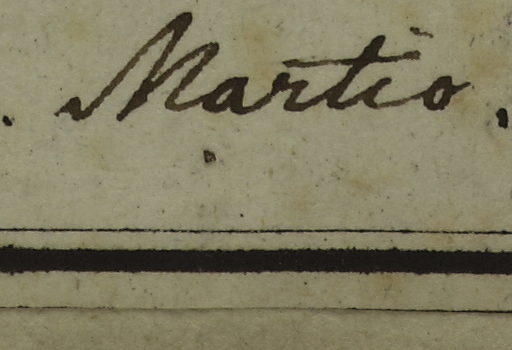 . Martio .